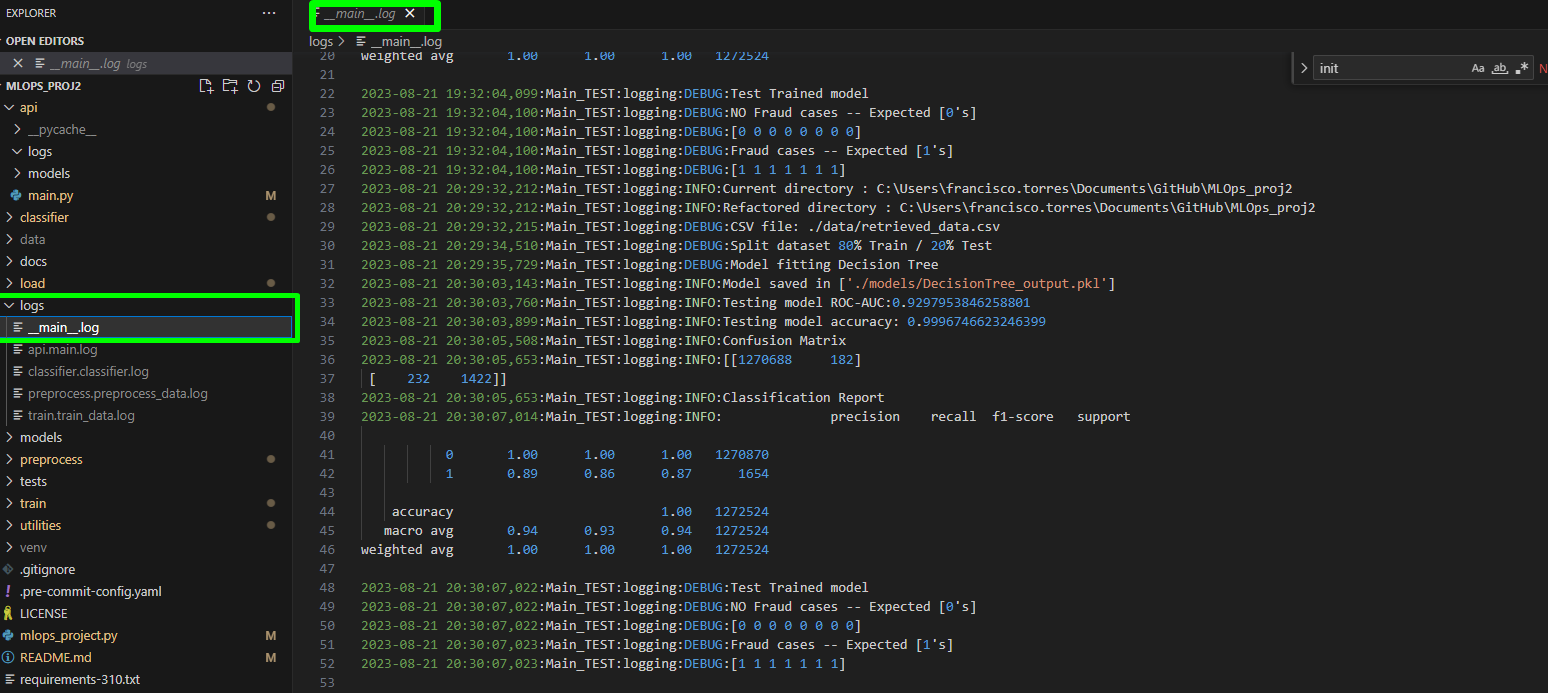 EXPLORER
OPEN EDITORS
__main__.log logs
MLOPS_PROJ2
api
__pycache__
logs
models
main.py M
classifier
data
docs
load
logs
__main__.log
api.main.log
classifier.classifier.log
preprocess.preprocess_data.log
train.train_data.log
models
preprocess
tests
train
utilities
venv
.gitignore
.pre-commit-config.yaml
LICENSE
mlops_project.py M
README.md M
requirements-310.txt
__main__.log
logs > __main__.log
init Aa ab .* N
20 weighted avg 1.00 1.00 1.00 1272524
21
22 2023-08-21 19:32:04,099:Main_TEST:logging:DEBUG:Test Trained model
23 2023-08-21 19:32:04,100:Main_TEST:logging:DEBUG:NO Fraud cases -- Expected [0's]
24 2023-08-21 19:32:04,100:Main_TEST:logging:DEBUG:[0 0 0 0 0 0 0 0]
25 2023-08-21 19:32:04,100:Main_TEST:logging:DEBUG:Fraud cases -- Expected [1's]
26 2023-08-21 19:32:04,100:Main_TEST:logging:DEBUG:[1 1 1 1 1 1 1]
27 2023-08-21 20:29:32,212:Main_TEST:logging:INFO:Current directory : C:\Users\francisco.torres\Documents\GitHub\MLOps_proj2
28 2023-08-21 20:29:32,212:Main_TEST:logging:INFO:Refactored directory : C:\Users\francisco.torres\Documents\GitHub\MLOps_proj2
29 2023-08-21 20:29:32,215:Main_TEST:logging:DEBUG:CSV file: ./data/retrieved_data.csv
30 2023-08-21 20:29:34,510:Main_TEST:logging:DEBUG:Split dataset 80% Train / 20% Test
31 2023-08-21 20:29:35,729:Main_TEST:logging:DEBUG:Model fitting Decision Tree
32 2023-08-21 20:30:03,143:Main_TEST:logging:INFO:Model saved in ['./models/DecisionTree_output.pkl']
33 2023-08-21 20:30:03,760:Main_TEST:logging:INFO:Testing model ROC-AUC:0.9297953846258801
34 2023-08-21 20:30:03,899:Main_TEST:logging:INFO:Testing model accuracy: 0.9996746623246399
35 2023-08-21 20:30:05,508:Main_TEST:logging:INFO:Confusion Matrix
36 2023-08-21 20:30:05,653:Main_TEST:logging:INFO:[[1270688 182]
37 [ 232 1422]]
38 2023-08-21 20:30:05,653:Main_TEST:logging:INFO:Classification Report
39 2023-08-21 20:30:07,014:Main_TEST:logging:INFO: precision recall f1-score support
40
41 0 1.00 1.00 1.00 1270870
42 1 0.89 0.86 0.87 1654
43
44 accuracy 1.00 1272524
45 macro avg 0.94 0.93 0.94 1272524
46 weighted avg 1.00 1.00 1.00 1272524
47
48 2023-08-21 20:30:07,022:Main_TEST:logging:DEBUG:Test Trained model
49 2023-08-21 20:30:07,022:Main_TEST:logging:DEBUG:NO Fraud cases -- Expected [0's]
50 2023-08-21 20:30:07,022:Main_TEST:logging:DEBUG:[0 0 0 0 0 0 0 0]
51 2023-08-21 20:30:07,023:Main_TEST:logging:DEBUG:Fraud cases -- Expected [1's]
52 2023-08-21 20:30:07,023:Main_TEST:logging:DEBUG:[1 1 1 1 1 1 1]
53